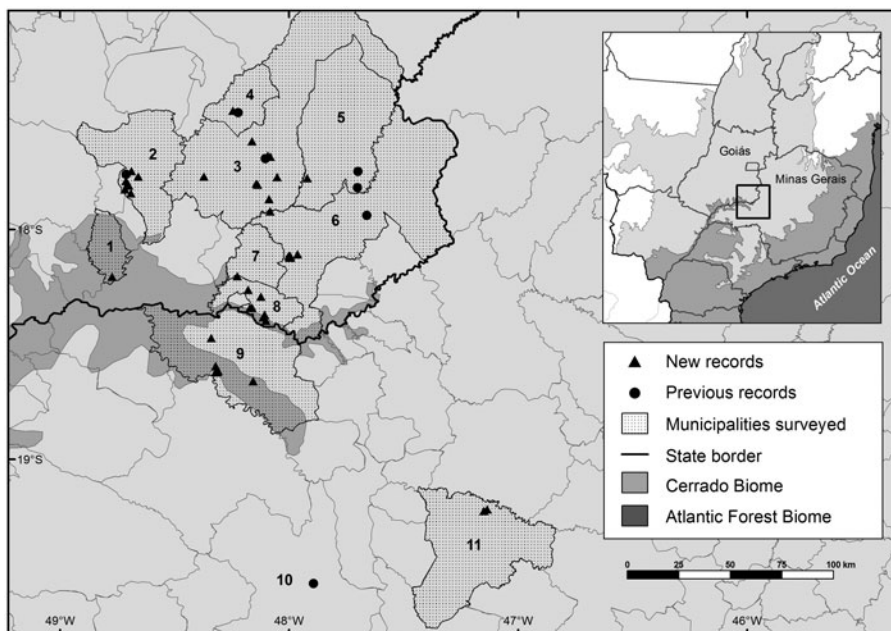 4
5
2
3
6
18°S
1
7
8
9
19°S
11
10
49°W
48°W
47°W
46°W
Goiás
Minas Gerais
Atlantic Ocean
New records
Previous records
Municipalities surveyed
State border
Cerrado Biome
Atlantic Forest Biome
0 25 50 75 100 km